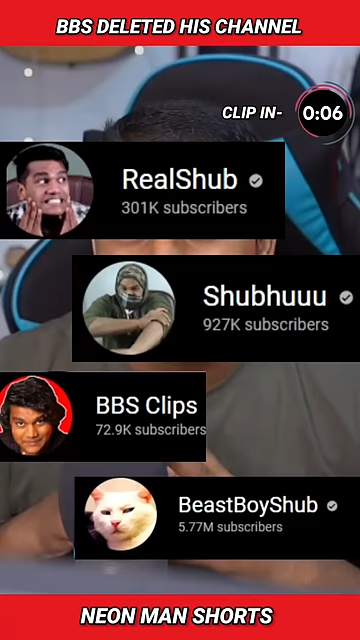 BBS DELETED HIS CHANNEL
CLIP IN- 0:06
RealShub
301K subscribers
Shubhuuu
927K subscribers
BBS Clips
72.9K subscribers
BeastBoyShub
5.77M subscribers
NEON MAN SHORTS